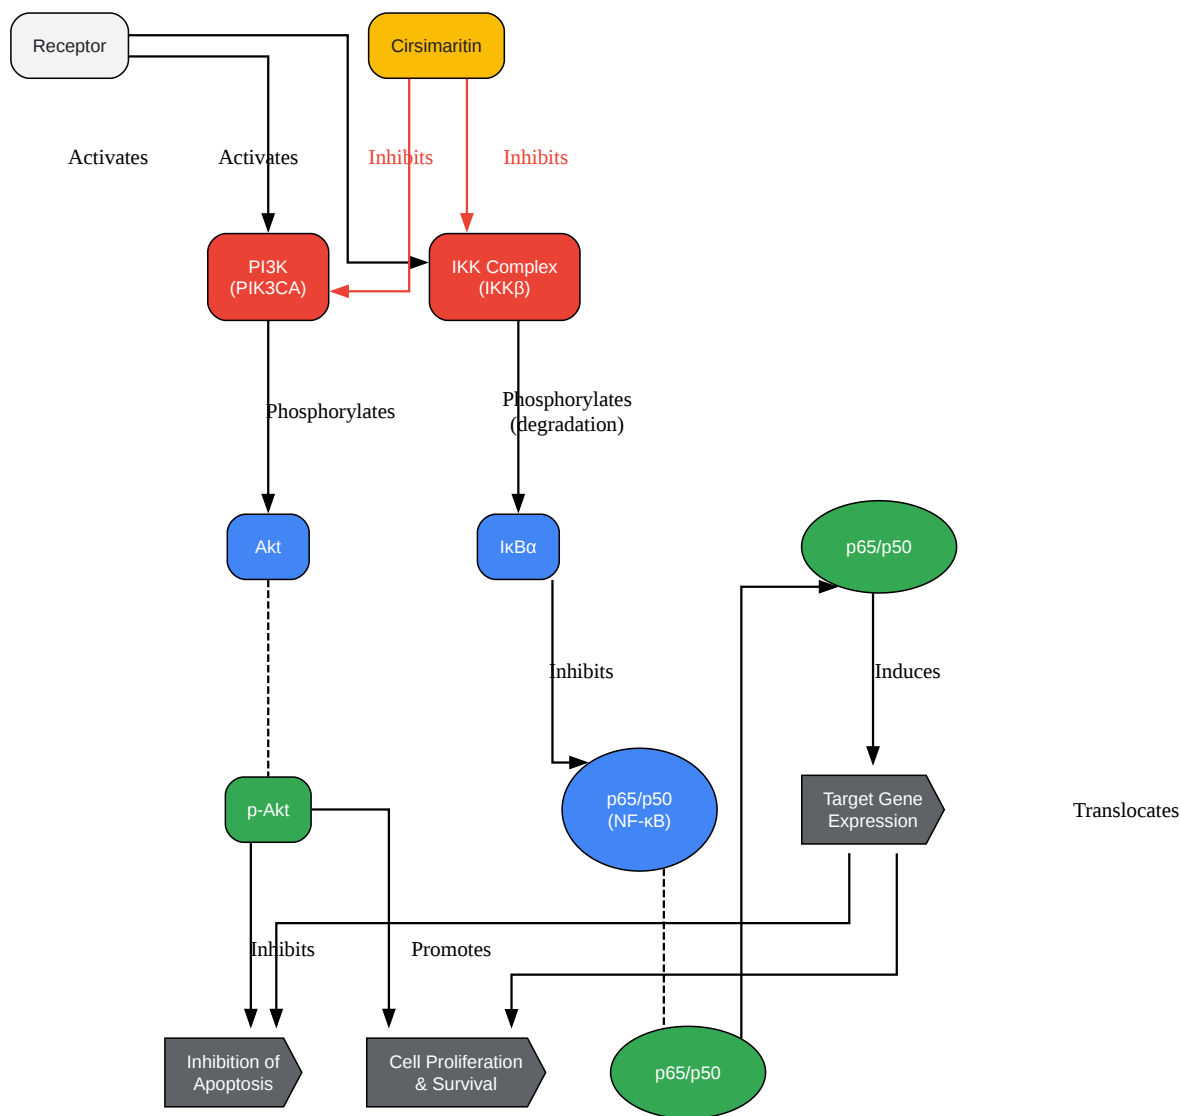 Receptor
Cirsimaritin
Activates
Activates
Inhibits
Inhibits
PI3K
(PIK3CA)
IKK Complex
(IKKβ)
Phosphorylates
Phosphorylates
(degradation)
Akt
IκBα
p65/p50
Inhibits
Induces
p-Akt
p65/p50
(NF-κB)
Target Gene
Expression
Translocates
Inhibits
Promotes
Inhibition of
Apoptosis
Cell Proliferation
& Survival
p65/p50